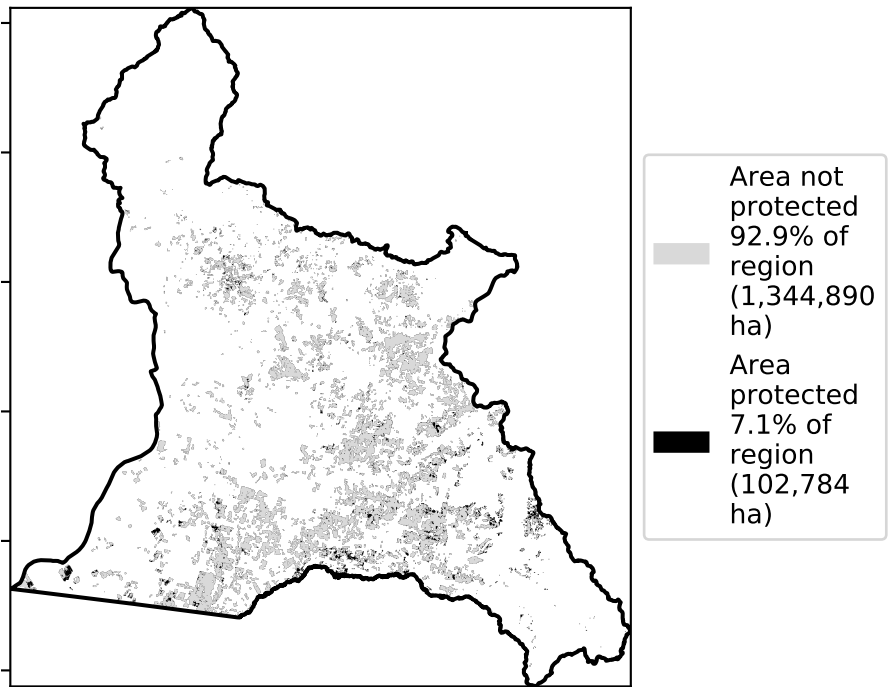 Area not
protected
92.9% of
region
(1,344,890
ha)
Area
protected
7.1% of
region
(102,784
ha)